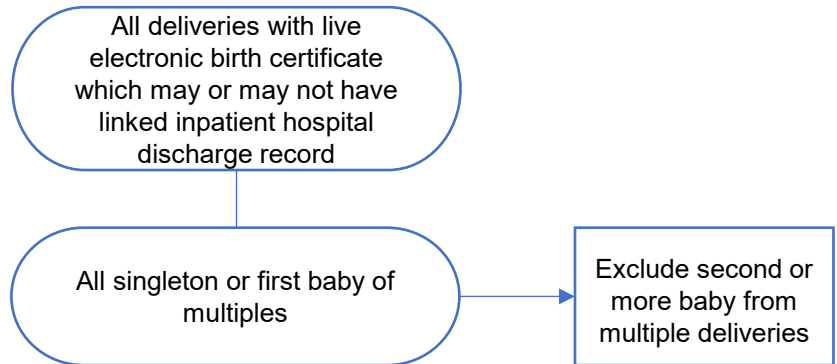 All deliveries with live
electronic birth certificate
which may or may not have
linked inpatient hospital
discharge record
All singleton or first baby of
multiples
Exclude second or
more baby from
multiple deliveries